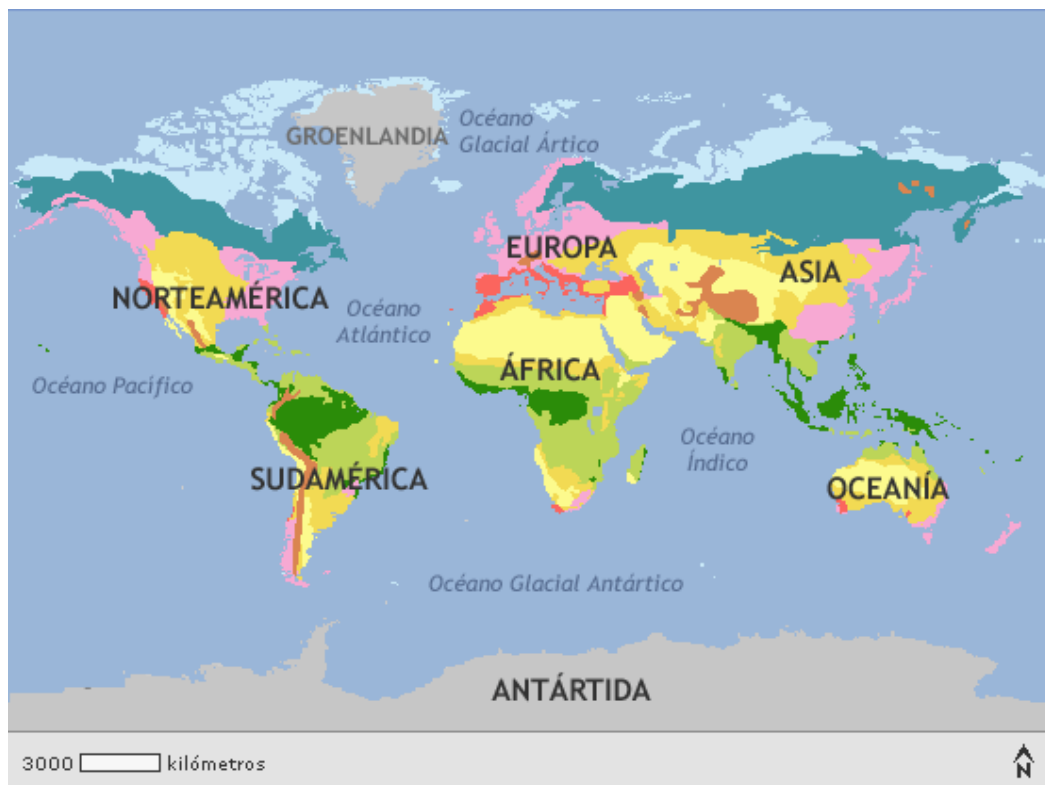 GROENLANDIA
Océano
Glacial Ártico
EUROPA
ASIA
NORTEAMÉRICA
Océano
Atlántico
Océano Pacífico
ÁFRICA
Océano
Índico
SUDAMÉRICA
OCEANÍA
Océano Glacial Antártico
ANTÁRTIDA
3000 kilómetros
N